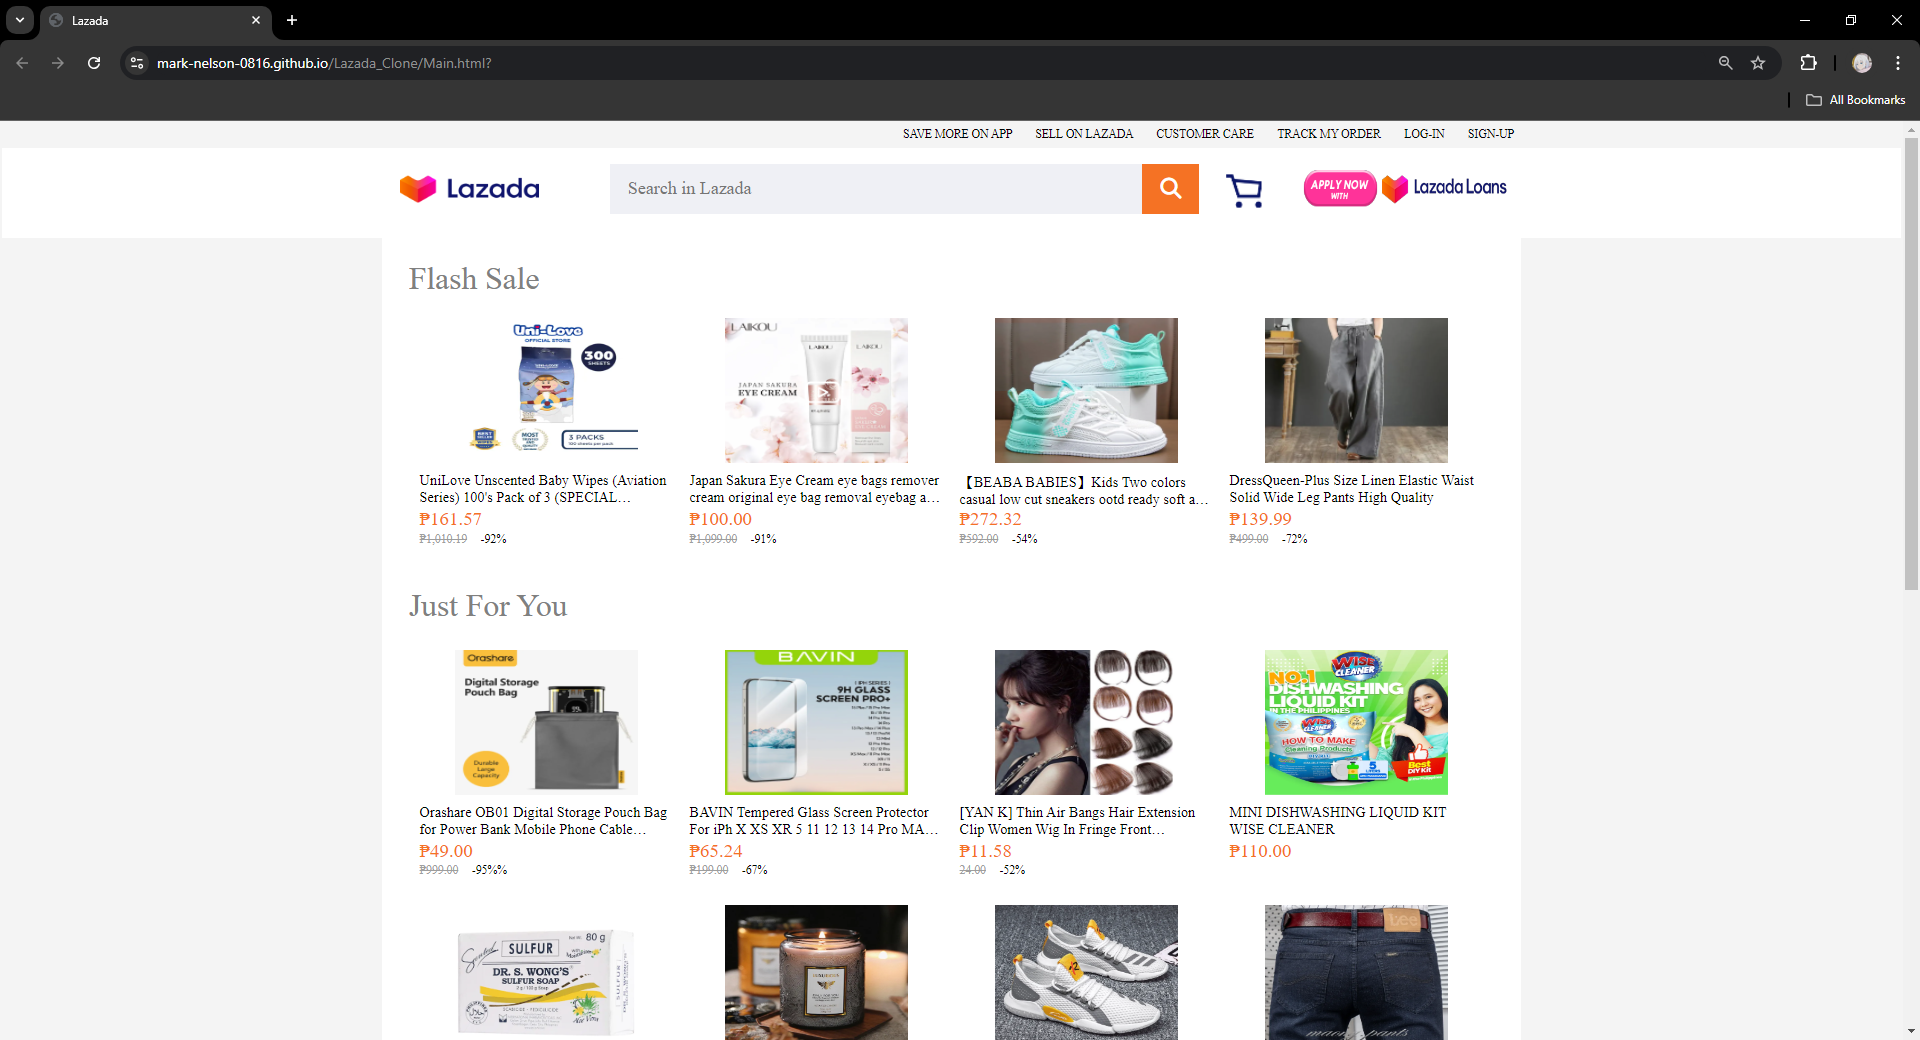 Lazada
mark-nelson-0816.github.io/Lazada_Clone/Main.html?
All Bookmarks
SAVE MORE ON APP SELL ON LAZADA CUSTOMER CARE TRACK MY ORDER LOG-IN SIGN-UP
Lazada
Search in Lazada
APPLY NOW
WITH
Lazada Loans
Flash Sale
Uni-Love
OFFICIAL STORE
300
SHEETS
3 PACKS
LAIKOU
LAIKOU
LAIKOU
JAPAN SAKURA
EYE CREAM
UniLove Unscented Baby Wipes (Aviation
Series) 100's Pack of 3 (SPECIAL…
₱161.57
₱1,010.19 -92%
Japan Sakura Eye Cream eye bags remover
cream original eye bag removal eyebag a…
₱100.00
₱1,099.00 -91%
【BEABA BABIES】Kids Two colors
casual low cut sneakers ootd ready soft a…
₱272.32
₱592.00 -54%
DressQueen-Plus Size Linen Elastic Waist
Solid Wide Leg Pants High Quality
₱139.99
₱499.00 -72%
Just For You
Orashare
Digital Storage
Pouch Bag
Durable
Large
Capacity
BAVIN
9H GLASS
SCREEN PRO+
WISE
CLEANER
NO.1
DISHWASHING
LIQUID KIT
IN THE PHILIPPINES
WISE
CLEANER
HOW TO MAKE
Cleaning Products
5
Best
DIY Kit
Orashare OB01 Digital Storage Pouch Bag
for Power Bank Mobile Phone Cable…
₱49.00
₱999.00 -95%%
BAVIN Tempered Glass Screen Protector
For iPh X XS XR 5 11 12 13 14 Pro MA…
₱65.24
₱199.00 -67%
[YAN K] Thin Air Bangs Hair Extension
Clip Women Wig In Fringe Front…
₱11.58
24.00 -52%
MINI DISHWASHING LIQUID KIT
WISE CLEANER
₱110.00
80 g
SULFUR
DR. S. WONG'S
SULFUR SOAP
Aloe Vera